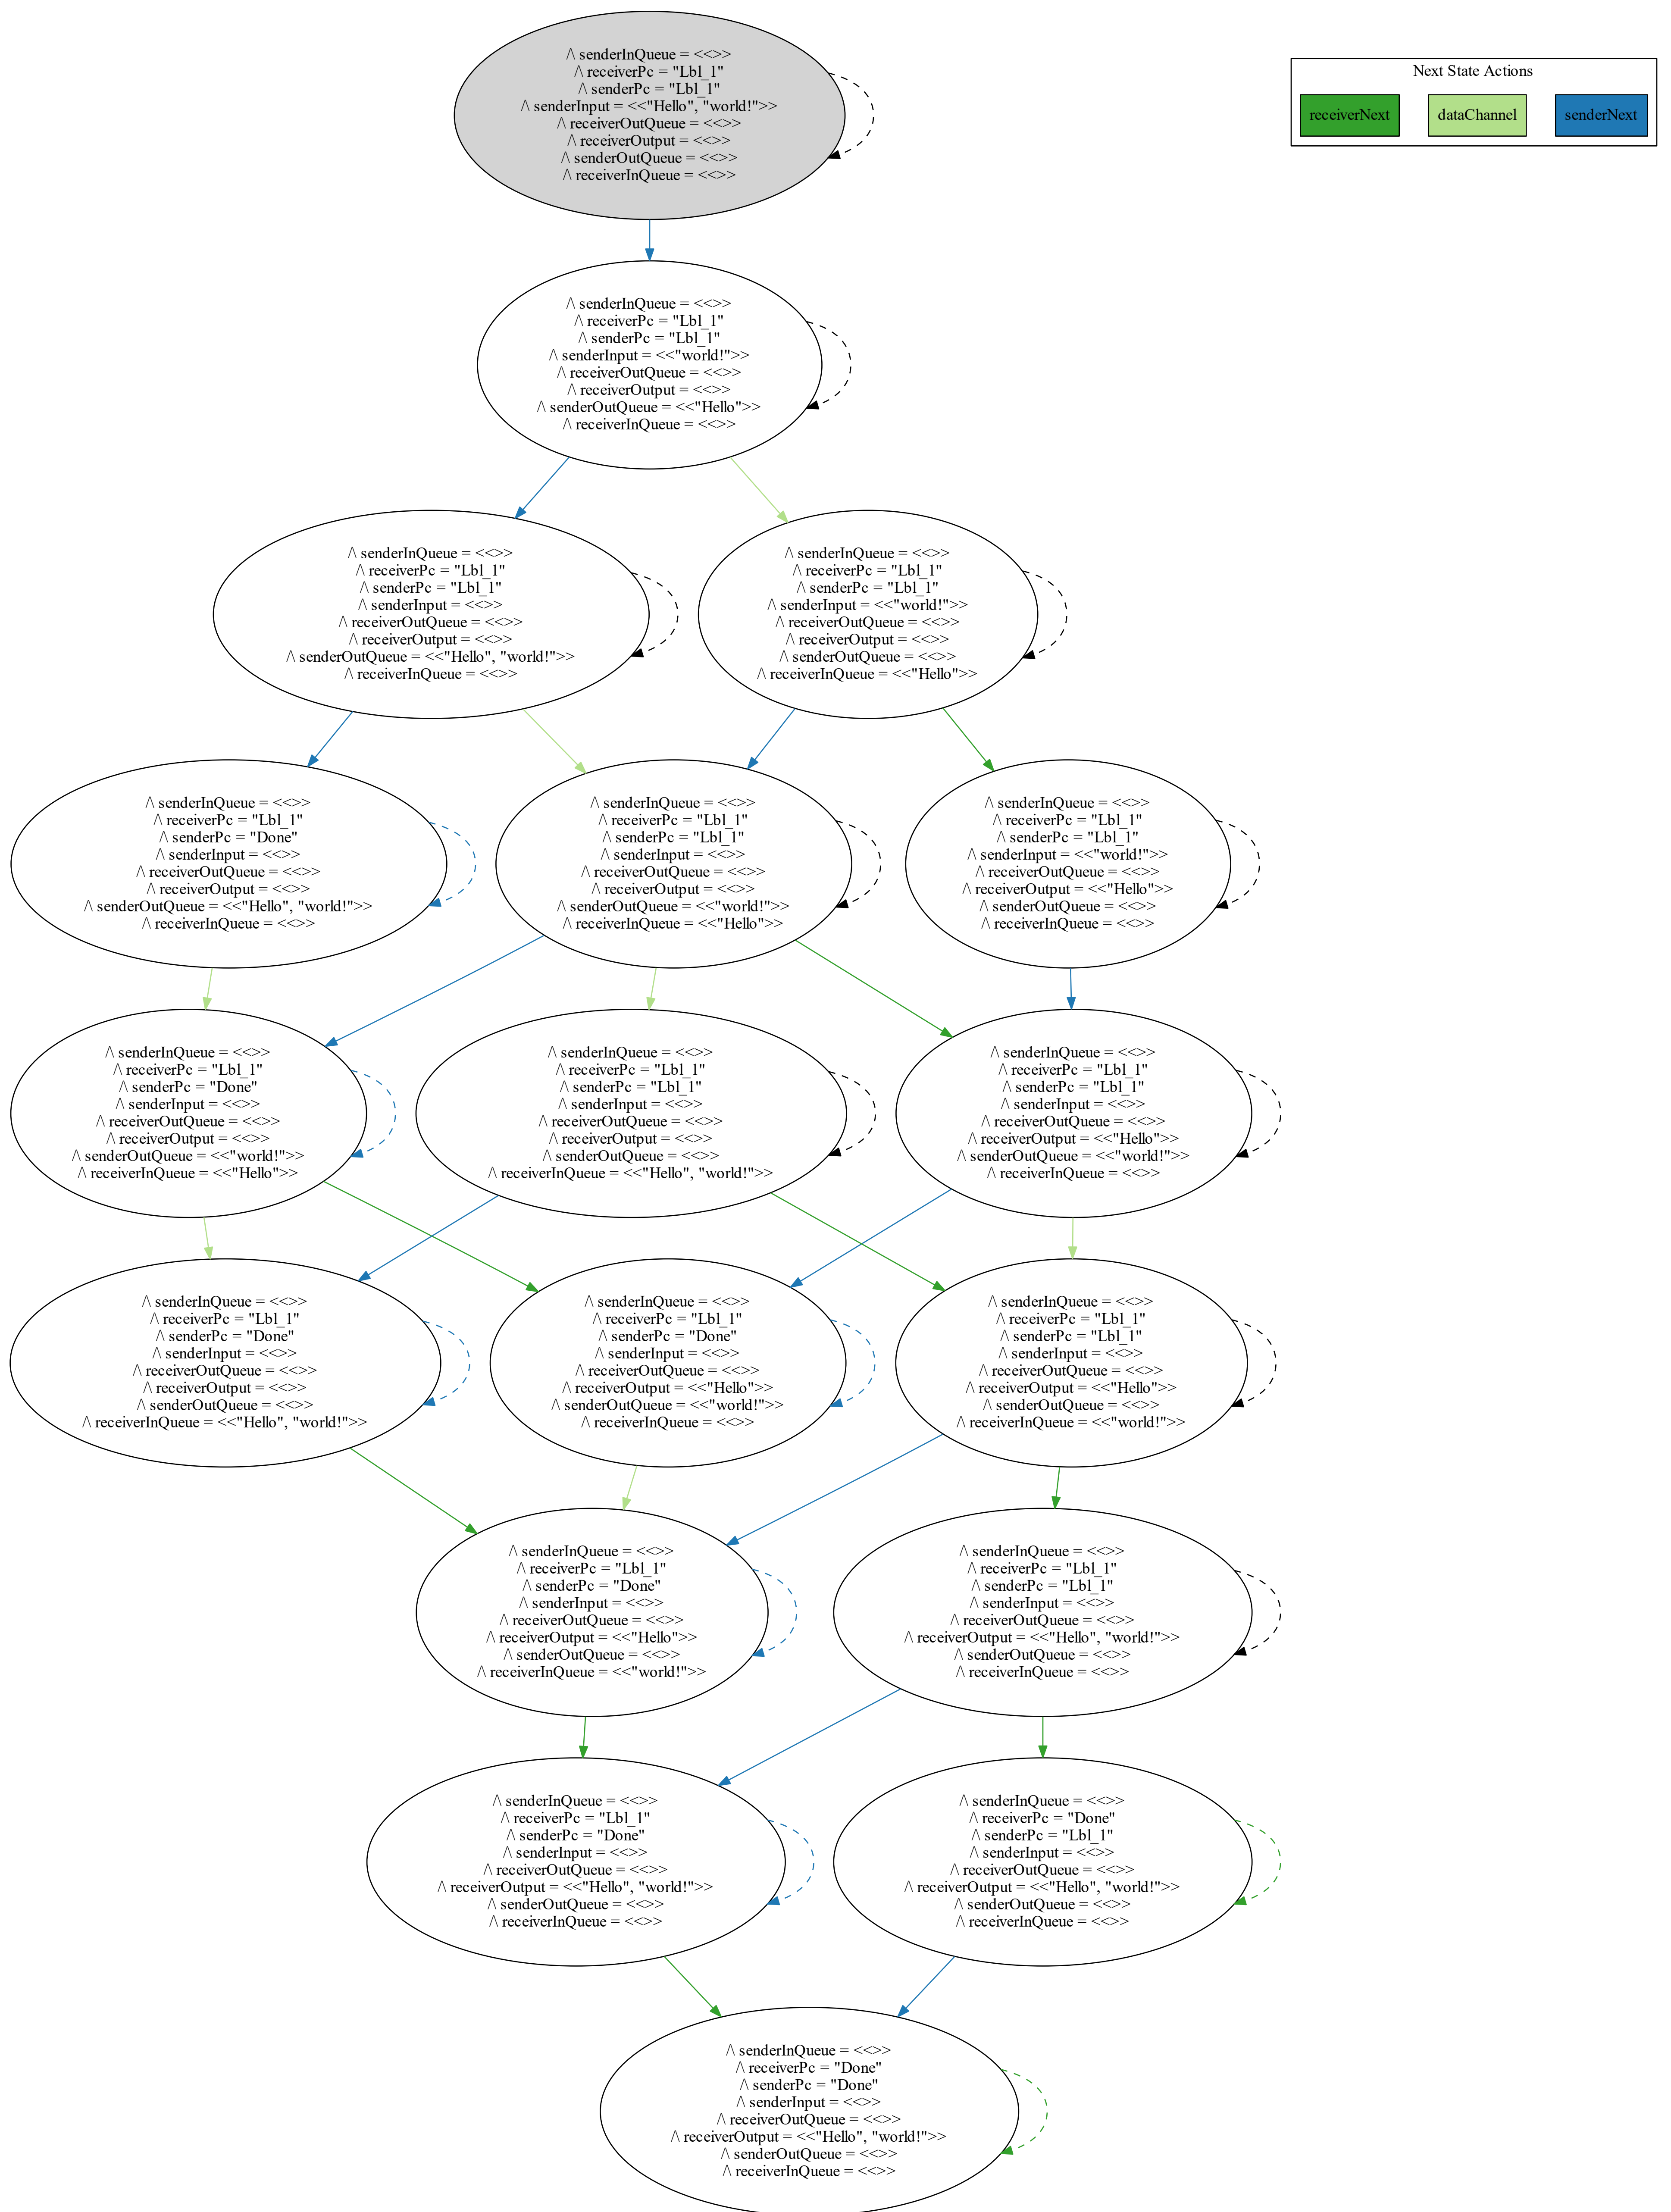 /\ senderInQueue = <<>>
/\ receiverPc = "Lbl_1"
/\ senderPc = "Lbl_1"
/\ senderInput = <<"Hello", "world!">>
/\ receiverOutQueue = <<>>
/\ receiverOutput = <<>>
/\ senderOutQueue = <<>>
/\ receiverInQueue = <<>>
Next State Actions
receiverNext
dataChannel
senderNext
/\ senderInQueue = <<>>
/\ receiverPc = "Lbl_1"
/\ senderPc = "Lbl_1"
/\ senderInput = <<"world!">>
/\ receiverOutQueue = <<>>
/\ receiverOutput = <<>>
/\ senderOutQueue = <<"Hello">>
/\ receiverInQueue = <<>>
/\ senderInQueue = <<>>
/\ receiverPc = "Lbl_1"
/\ senderPc = "Lbl_1"
/\ senderInput = <<>>
/\ receiverOutQueue = <<>>
/\ receiverOutput = <<>>
/\ senderOutQueue = <<"Hello", "world!">>
/\ receiverInQueue = <<>>
/\ senderInQueue = <<>>
/\ receiverPc = "Lbl_1"
/\ senderPc = "Lbl_1"
/\ senderInput = <<"world!">>
/\ receiverOutQueue = <<>>
/\ receiverOutput = <<>>
/\ senderOutQueue = <<>>
/\ receiverInQueue = <<"Hello">>
/\ senderInQueue = <<>>
/\ receiverPc = "Lbl_1"
/\ senderPc = "Done"
/\ senderInput = <<>>
/\ receiverOutQueue = <<>>
/\ receiverOutput = <<>>
/\ senderOutQueue = <<"Hello", "world!">>
/\ receiverInQueue = <<>>
/\ senderInQueue = <<>>
/\ receiverPc = "Lbl_1"
/\ senderPc = "Lbl_1"
/\ senderInput = <<>>
/\ receiverOutQueue = <<>>
/\ receiverOutput = <<>>
/\ senderOutQueue = <<"world!">>
/\ receiverInQueue = <<"Hello">>
/\ senderInQueue = <<>>
/\ receiverPc = "Lbl_1"
/\ senderPc = "Lbl_1"
/\ senderInput = <<"world!">>
/\ receiverOutQueue = <<>>
/\ receiverOutput = <<"Hello">>
/\ senderOutQueue = <<>>
/\ receiverInQueue = <<>>
/\ senderInQueue = <<>>
/\ receiverPc = "Lbl_1"
/\ senderPc = "Done"
/\ senderInput = <<>>
/\ receiverOutQueue = <<>>
/\ receiverOutput = <<>>
/\ senderOutQueue = <<"world!">>
/\ receiverInQueue = <<"Hello">>
/\ senderInQueue = <<>>
/\ receiverPc = "Lbl_1"
/\ senderPc = "Lbl_1"
/\ senderInput = <<>>
/\ receiverOutQueue = <<>>
/\ receiverOutput = <<>>
/\ senderOutQueue = <<>>
/\ receiverInQueue = <<"Hello", "world!">>
/\ senderInQueue = <<>>
/\ receiverPc = "Lbl_1"
/\ senderPc = "Lbl_1"
/\ senderInput = <<>>
/\ receiverOutQueue = <<>>
/\ receiverOutput = <<"Hello">>
/\ senderOutQueue = <<"world!">>
/\ receiverInQueue = <<>>
/\ senderInQueue = <<>>
/\ receiverPc = "Lbl_1"
/\ senderPc = "Done"
/\ senderInput = <<>>
/\ receiverOutQueue = <<>>
/\ receiverOutput = <<>>
/\ senderOutQueue = <<>>
/\ receiverInQueue = <<"Hello", "world!">>
/\ senderInQueue = <<>>
/\ receiverPc = "Lbl_1"
/\ senderPc = "Done"
/\ senderInput = <<>>
/\ receiverOutQueue = <<>>
/\ receiverOutput = <<"Hello">>
/\ senderOutQueue = <<"world!">>
/\ receiverInQueue = <<>>
/\ senderInQueue = <<>>
/\ receiverPc = "Lbl_1"
/\ senderPc = "Lbl_1"
/\ senderInput = <<>>
/\ receiverOutQueue = <<>>
/\ receiverOutput = <<"Hello">>
/\ senderOutQueue = <<>>
/\ receiverInQueue = <<"world!">>
/\ senderInQueue = <<>>
/\ receiverPc = "Lbl_1"
/\ senderPc = "Done"
/\ senderInput = <<>>
/\ receiverOutQueue = <<>>
/\ receiverOutput = <<"Hello">>
/\ senderOutQueue = <<>>
/\ receiverInQueue = <<"world!">>
/\ senderInQueue = <<>>
/\ receiverPc = "Lbl_1"
/\ senderPc = "Lbl_1"
/\ senderInput = <<>>
/\ receiverOutQueue = <<>>
/\ receiverOutput = <<"Hello", "world!">>
/\ senderOutQueue = <<>>
/\ receiverInQueue = <<>>
/\ senderInQueue = <<>>
/\ receiverPc = "Lbl_1"
/\ senderPc = "Done"
/\ senderInput = <<>>
/\ receiverOutQueue = <<>>
/\ receiverOutput = <<"Hello", "world!">>
/\ senderOutQueue = <<>>
/\ receiverInQueue = <<>>
/\ senderInQueue = <<>>
/\ receiverPc = "Done"
/\ senderPc = "Lbl_1"
/\ senderInput = <<>>
/\ receiverOutQueue = <<>>
/\ receiverOutput = <<"Hello", "world!">>
/\ senderOutQueue = <<>>
/\ receiverInQueue = <<>>
/\ senderInQueue = <<>>
/\ receiverPc = "Done"
/\ senderPc = "Done"
/\ senderInput = <<>>
/\ receiverOutQueue = <<>>
/\ receiverOutput = <<"Hello", "world!">>
/\ senderOutQueue = <<>>
/\ receiverInQueue = <<>>